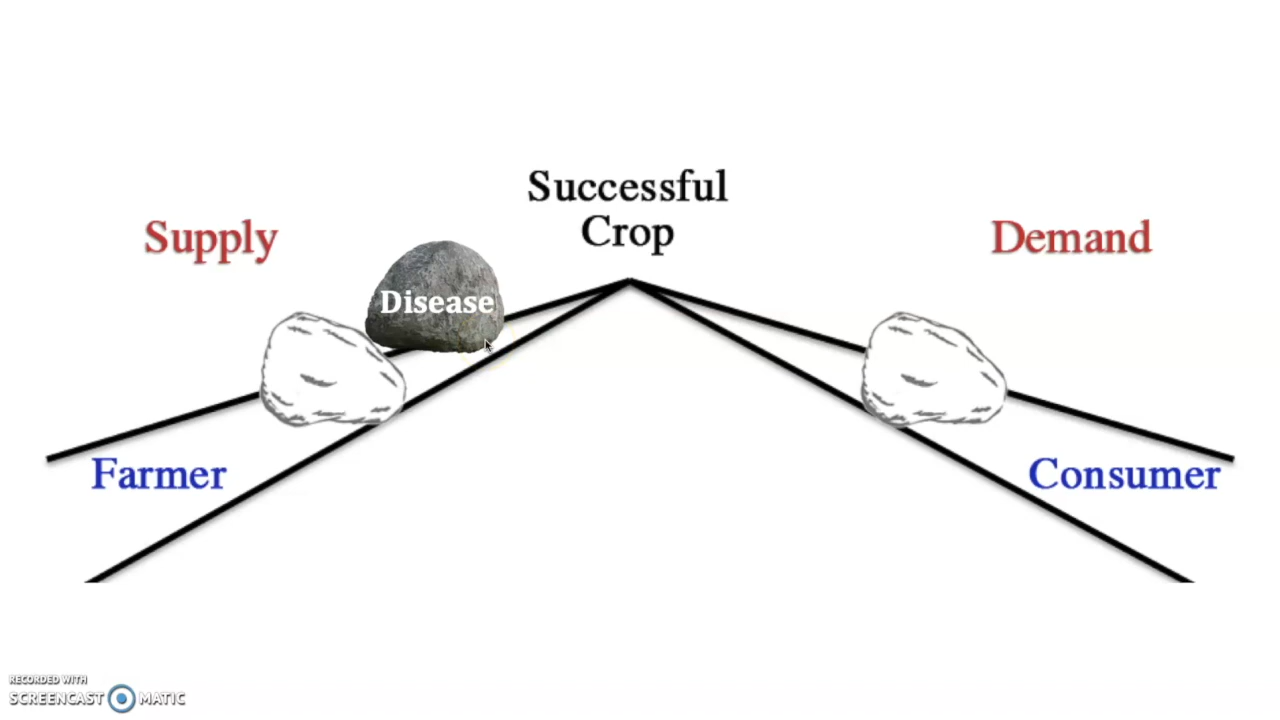 Successful
Crop
Supply
Demand
Disease
Farmer
Consumer
RECORDED WITH
SCREENCAST MATIC